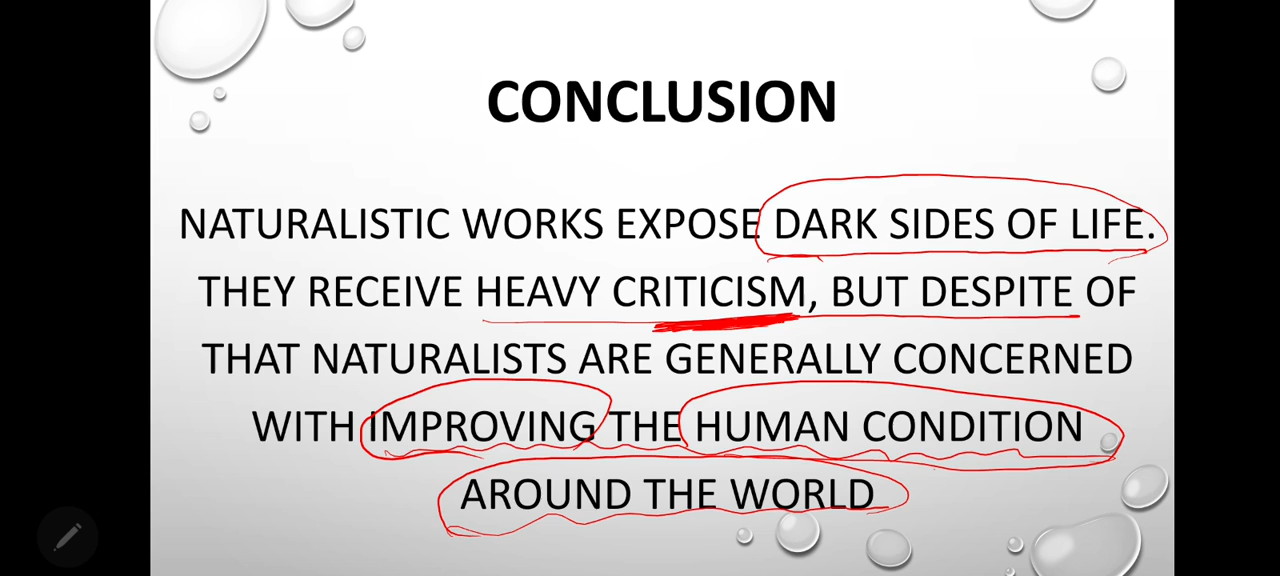 CONCLUSION
NATURALISTIC WORKS EXPOSE DARK SIDES OF LIFE.
THEY RECEIVE HEAVY CRITICISM, BUT DESPITE OF
THAT NATURALISTS ARE GENERALLY CONCERNED
WITH IMPROVING THE HUMAN CONDITION
AROUND THE WORLD